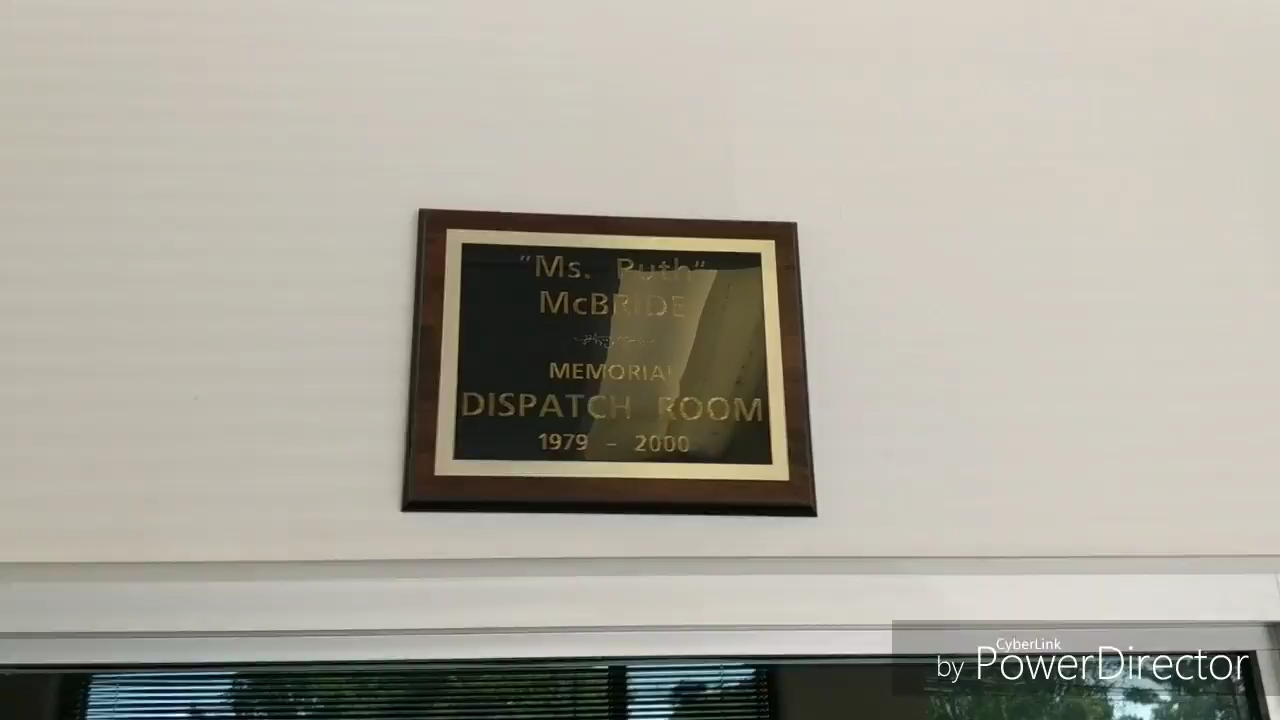 "Ms. Ruth"
McBRIDE
MEMORIAL
DISPATCH ROOM
1979 - 2000
CyberLink
by PowerDirector